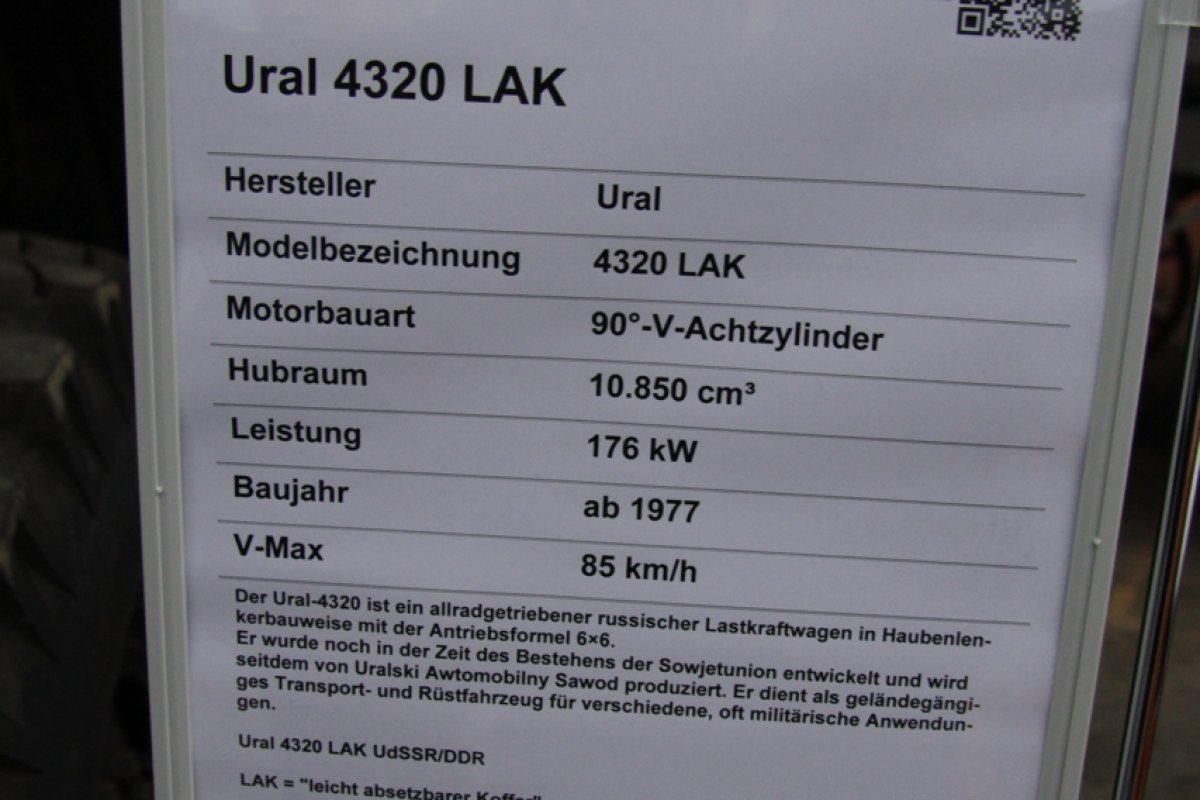 Ural 4320 LAK
Hersteller Ural
Modelbezeichnung 4320 LAK
Motorbauart 90°-V-Achtzylinder
Hubraum 10.850 cm³
Leistung 176 kW
Baujahr ab 1977
V-Max 85 km/h
Der Ural-4320 ist ein allradgetriebener russischer Lastkraftwagen in Haubenlen-
kerbauweise mit der Antriebsformel 6×6.
Er wurde noch in der Zeit des Bestehens der Sowjetunion entwickelt und wird
seitdem von Uralski Awtomobilny Sawod produziert. Er dient als geländegängi-
ges Transport- und Rüstfahrzeug für verschiedene, oft militärische Anwendun-
gen.
Ural 4320 LAK UdSSR/DDR
LAK = "leicht absetzbarer Koffer"